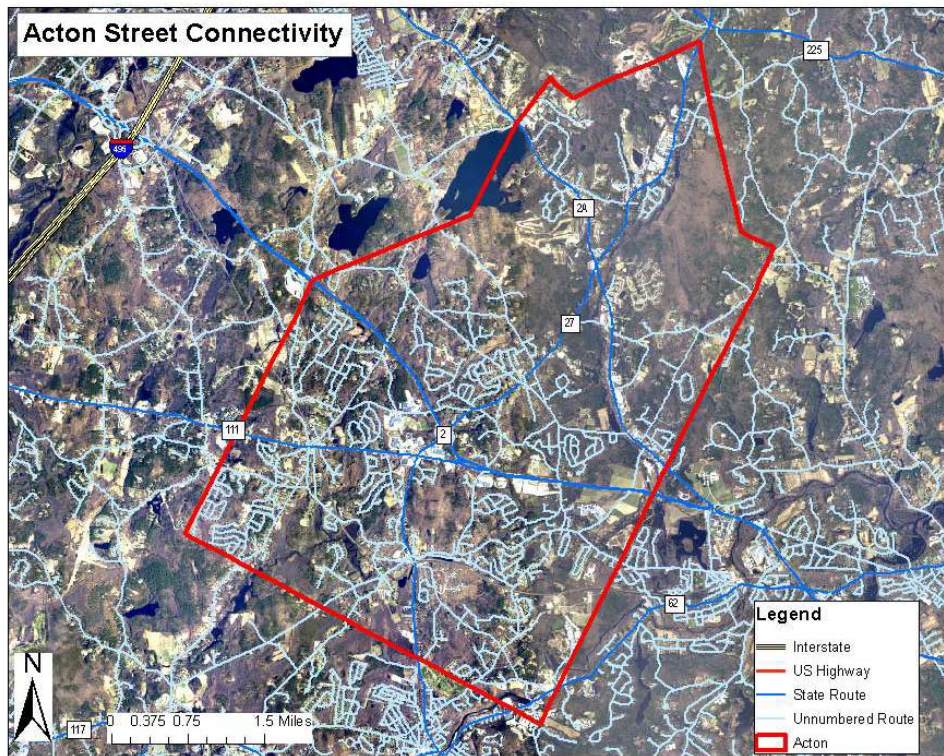 Acton Street Connectivity
225
495
2A
27
111
2
62
Legend
Interstate
US Highway
State Route
Unnumbered Route
Acton
N
0 0.375 0.75 1.5 Miles
117